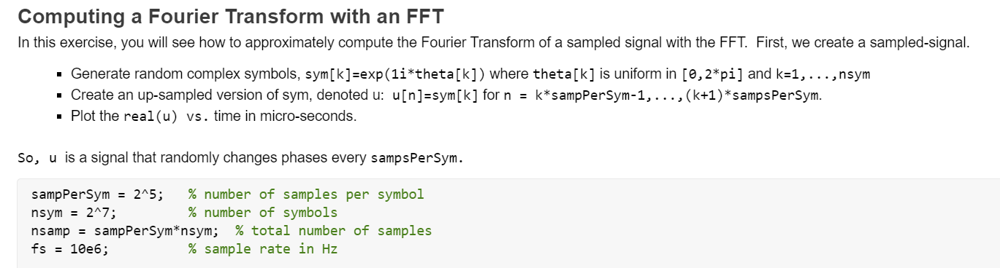 Computing a Fourier Transform with an FFT
In this exercise, you will see how to approximately compute the Fourier Transform of a sampled signal with the FFT.  First, we create a sampled-signal.
▪ Generate random complex symbols, sym[k]=exp(1i*theta[k]) where theta[k] is uniform in [0,2*pi] and k=1,...,nsym
▪ Create an up-sampled version of sym, denoted u:  u[n]=sym[k] for n = k*sampPerSym-1,...,(k+1)*sampsPerSym.
▪ Plot the real(u) vs. time in micro-seconds.
So, u is a signal that randomly changes phases every sampsPerSym.
sampPerSym = 2^5;   % number of samples per symbol
nsym = 2^7;         % number of symbols
nsamp = sampPerSym*nsym;  % total number of samples
fs = 10e6;          % sample rate in Hz